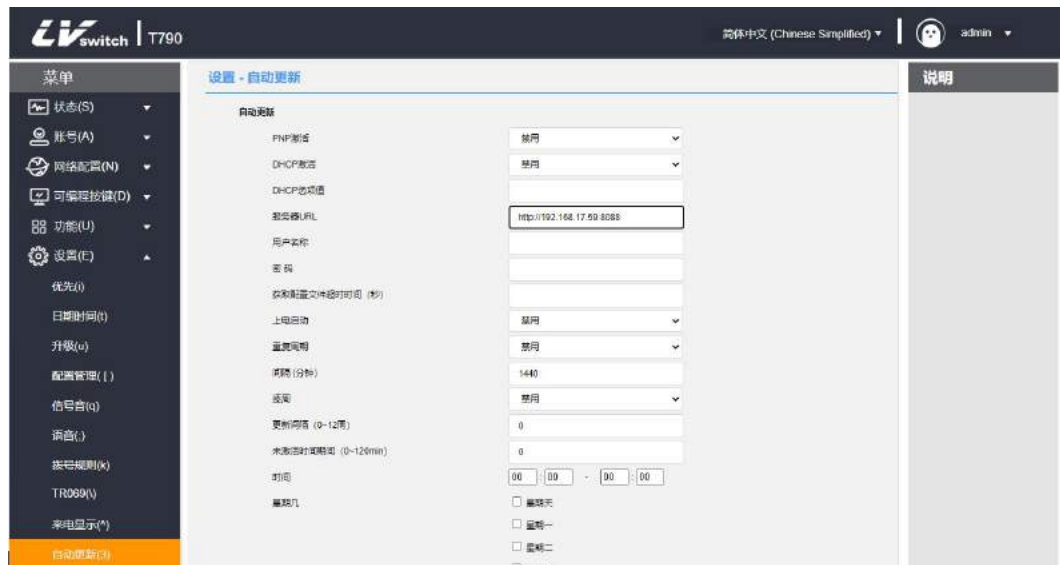 LVswitch | T790
简体中文 (Chinese Simplified)
admin
菜单
设置 - 自动更新
说明
状态(S)
账号(A)
网络配置(N)
可编程按键(D)
功能(U)
设置(E)
优先(i)
日期时间(t)
升级(u)
配置管理([)
信号音(q)
语音(;)
拨号规则(k)
TR069(\)
来电显示(^)
自动更新(3)
自动更新
PNP激活 禁用
DHCP激活 禁用
DHCP选项值
服务器URL http://192.168.17.59:8088
用户名称
密码
获取配置文件超时时间 (秒)
上电启动 禁用
重复周期 禁用
间隔 (分钟) 1440
按周 禁用
更新间隔 (0~12周) 0
未激活时间期间 (0~120min) 0
时间 00 : 00 - 00 : 00
星期几 星期天
星期一
星期二